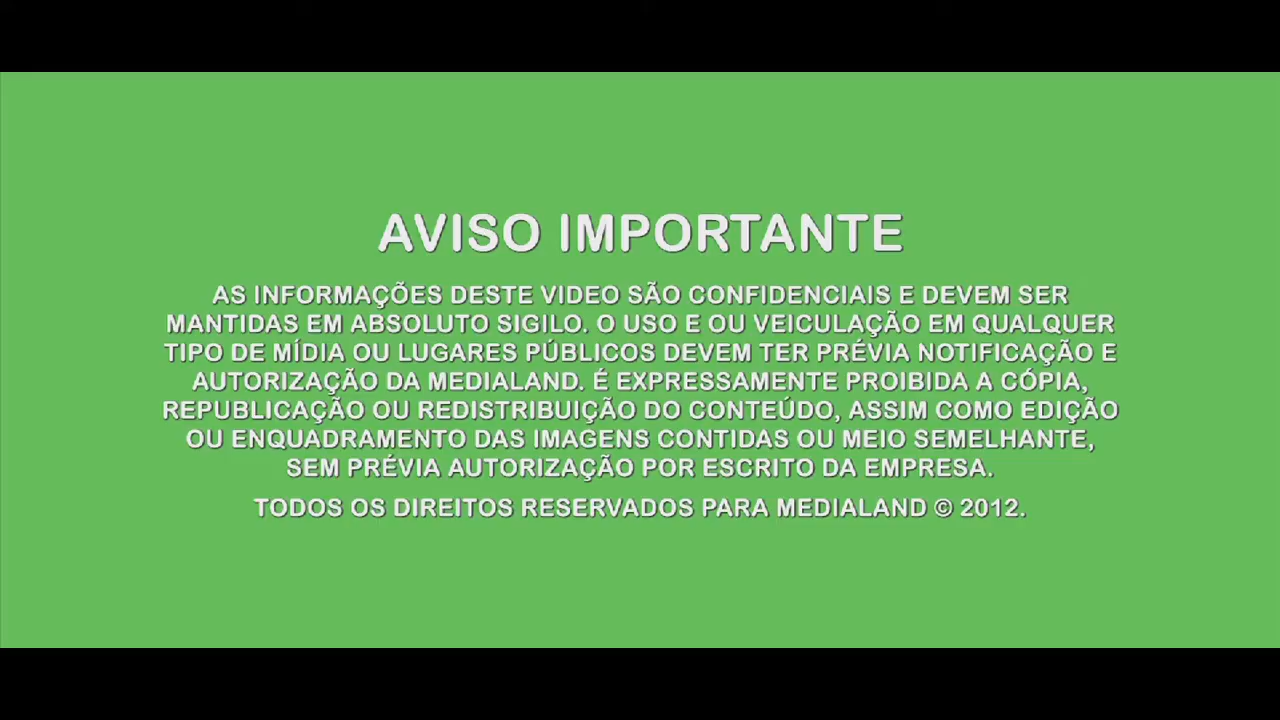 AVISO IMPORTANTE
AS INFORMAÇÕES DESTE VIDEO SÃO CONFIDENCIAIS E DEVEM SER
MANTIDAS EM ABSOLUTO SIGILO. O USO E OU VEICULAÇÃO EM QUALQUER
TIPO DE MÍDIA OU LUGARES PÚBLICOS DEVEM TER PRÉVIA NOTIFICAÇÃO E
AUTORIZAÇÃO DA MEDIALAND. É EXPRESSAMENTE PROIBIDA A CÓPIA,
REPUBLICAÇÃO OU REDISTRIBUIÇÃO DO CONTEÚDO, ASSIM COMO EDIÇÃO
OU ENQUADRAMENTO DAS IMAGENS CONTIDAS OU MEIO SEMELHANTE,
SEM PRÉVIA AUTORIZAÇÃO POR ESCRITO DA EMPRESA.
TODOS OS DIREITOS RESERVADOS PARA MEDIALAND © 2012.